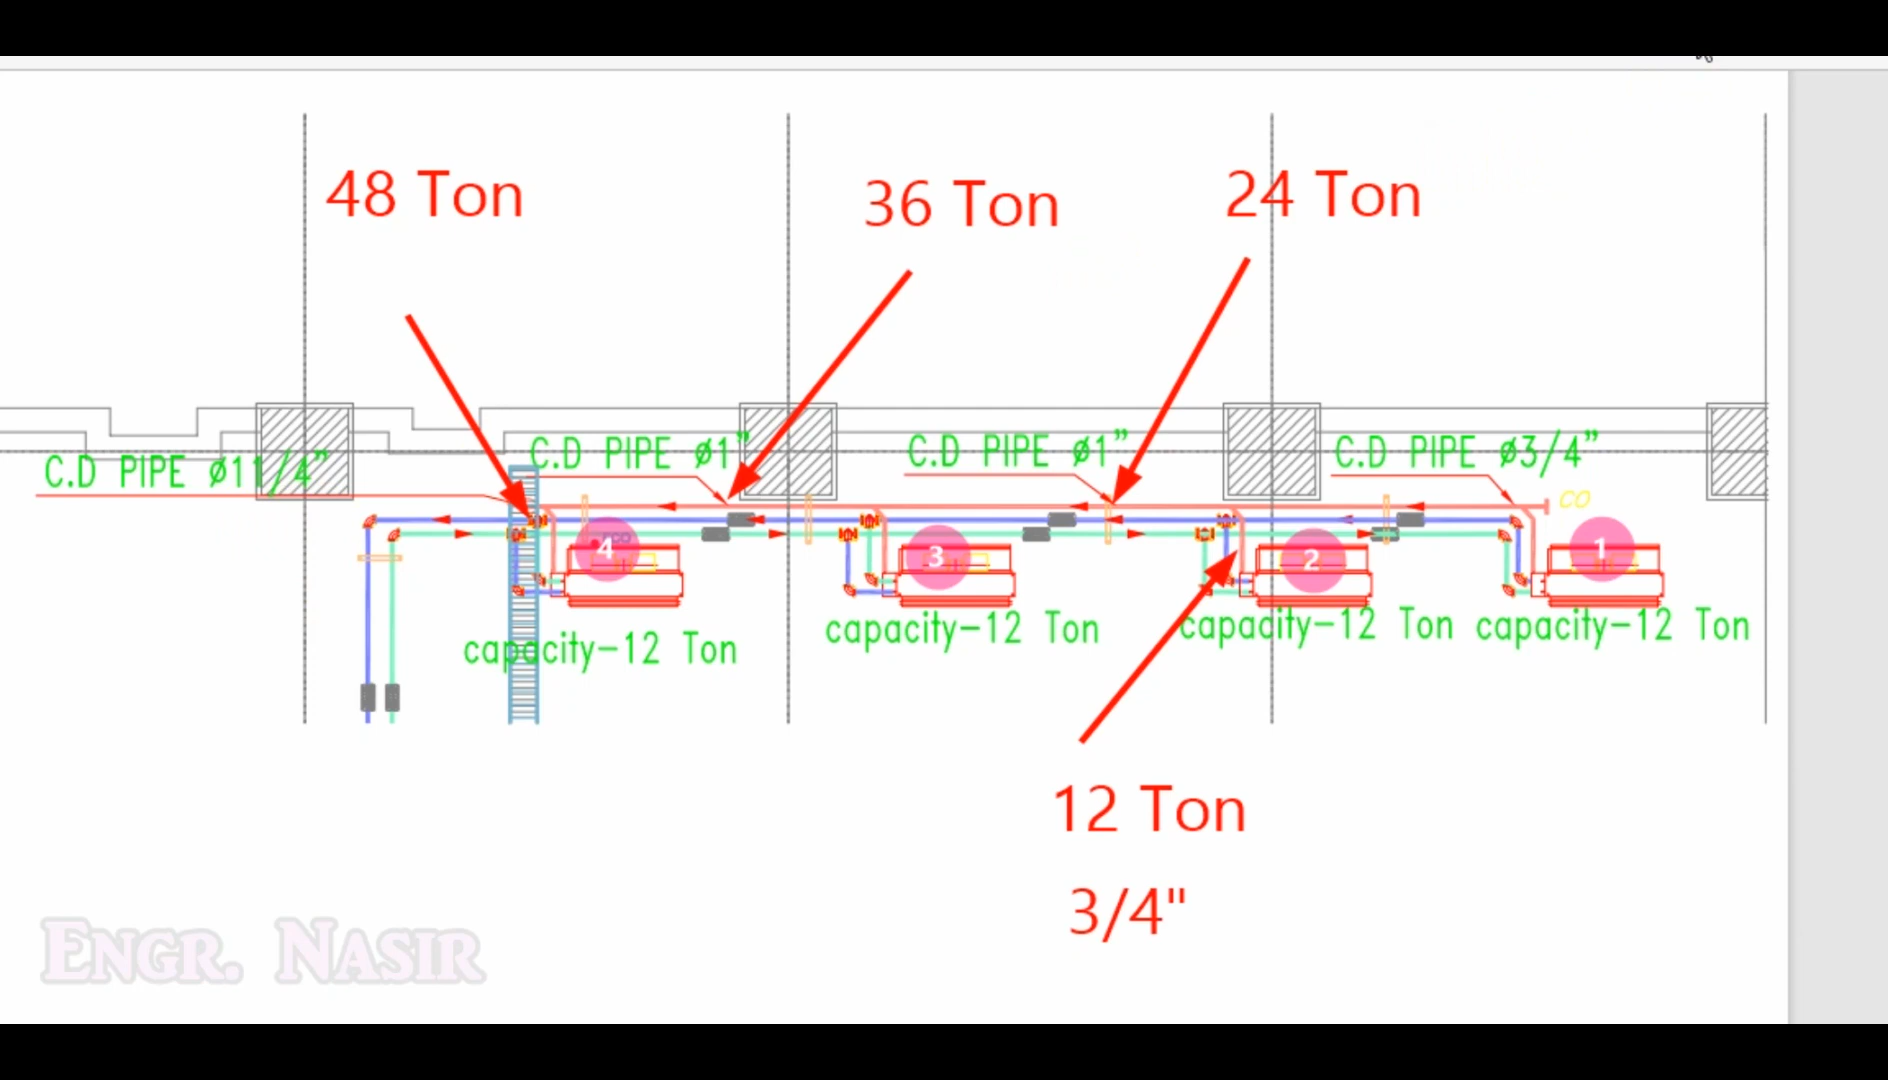 48 Ton
36 Ton
24 Ton
C.D PIPE ø1 1/4"
C.D PIPE ø1"
C.D PIPE ø1"
C.D PIPE ø3/4"
CO
4
3
2
1
capacity-12 Ton
capacity-12 Ton
capacity-12 Ton
capacity-12 Ton
12 Ton
3/4"
ENGR. NASIR